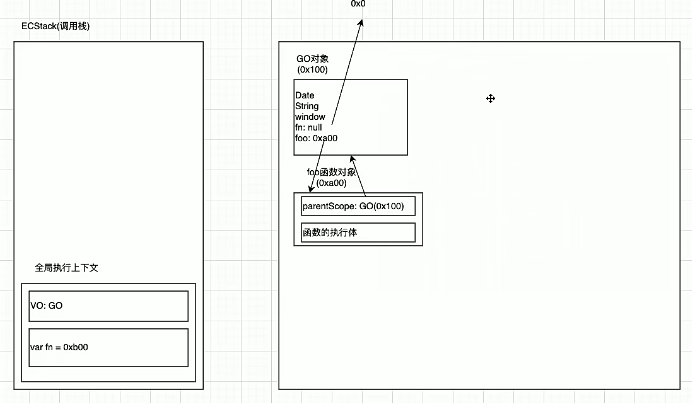 0x0
ECStack(调用栈)
GO对象
(0x100)
Date
String
window
fn: null
foo: 0xa00
foo函数对象
(0xa00)
parentScope: GO(0x100)
函数的执行体
全局执行上下文
VO: GO
var fn = 0xb00